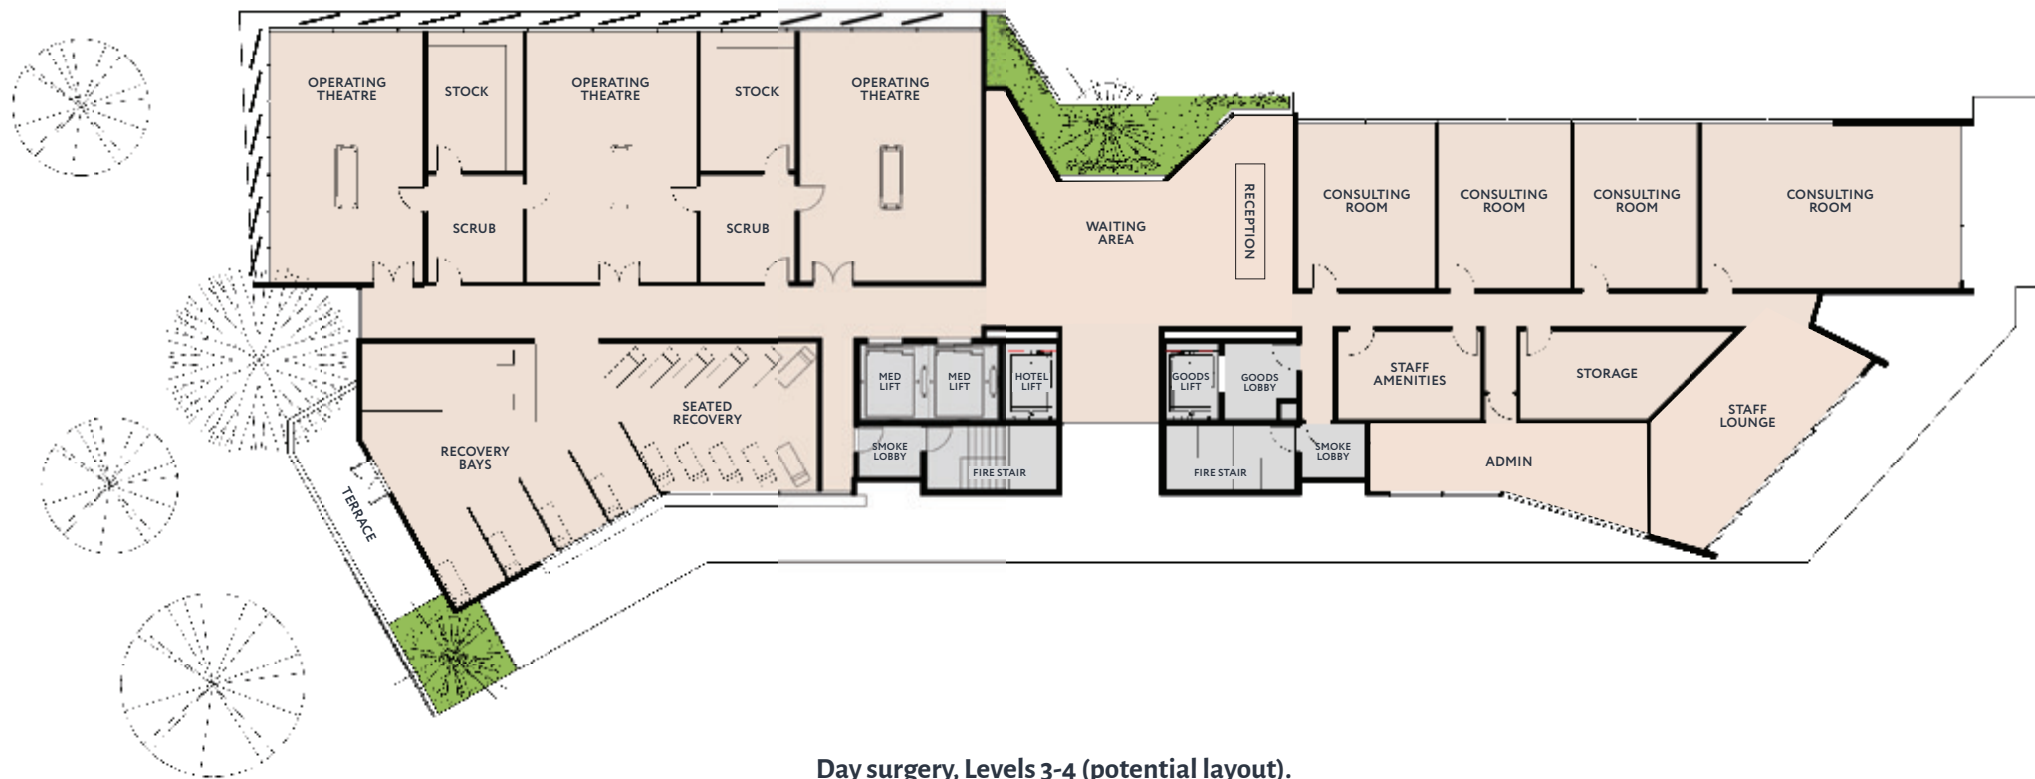 OPERATING
THEATRE
STOCK
OPERATING
THEATRE
STOCK
OPERATING
THEATRE
SCRUB
SCRUB
WAITING
AREA
RECEPTION
CONSULTING
ROOM
CONSULTING
ROOM
CONSULTING
ROOM
CONSULTING
ROOM
MED
LIFT
MED
LIFT
HOTEL
LIFT
GOODS
LIFT
GOODS
LOBBY
STAFF
AMENITIES
STORAGE
STAFF
LOUNGE
SEATED
RECOVERY
RECOVERY
BAYS
SMOKE
LOBBY
FIRE STAIR
FIRE STAIR
SMOKE
LOBBY
ADMIN
TERRACE
Day surgery, Levels 3-4 (potential layout).